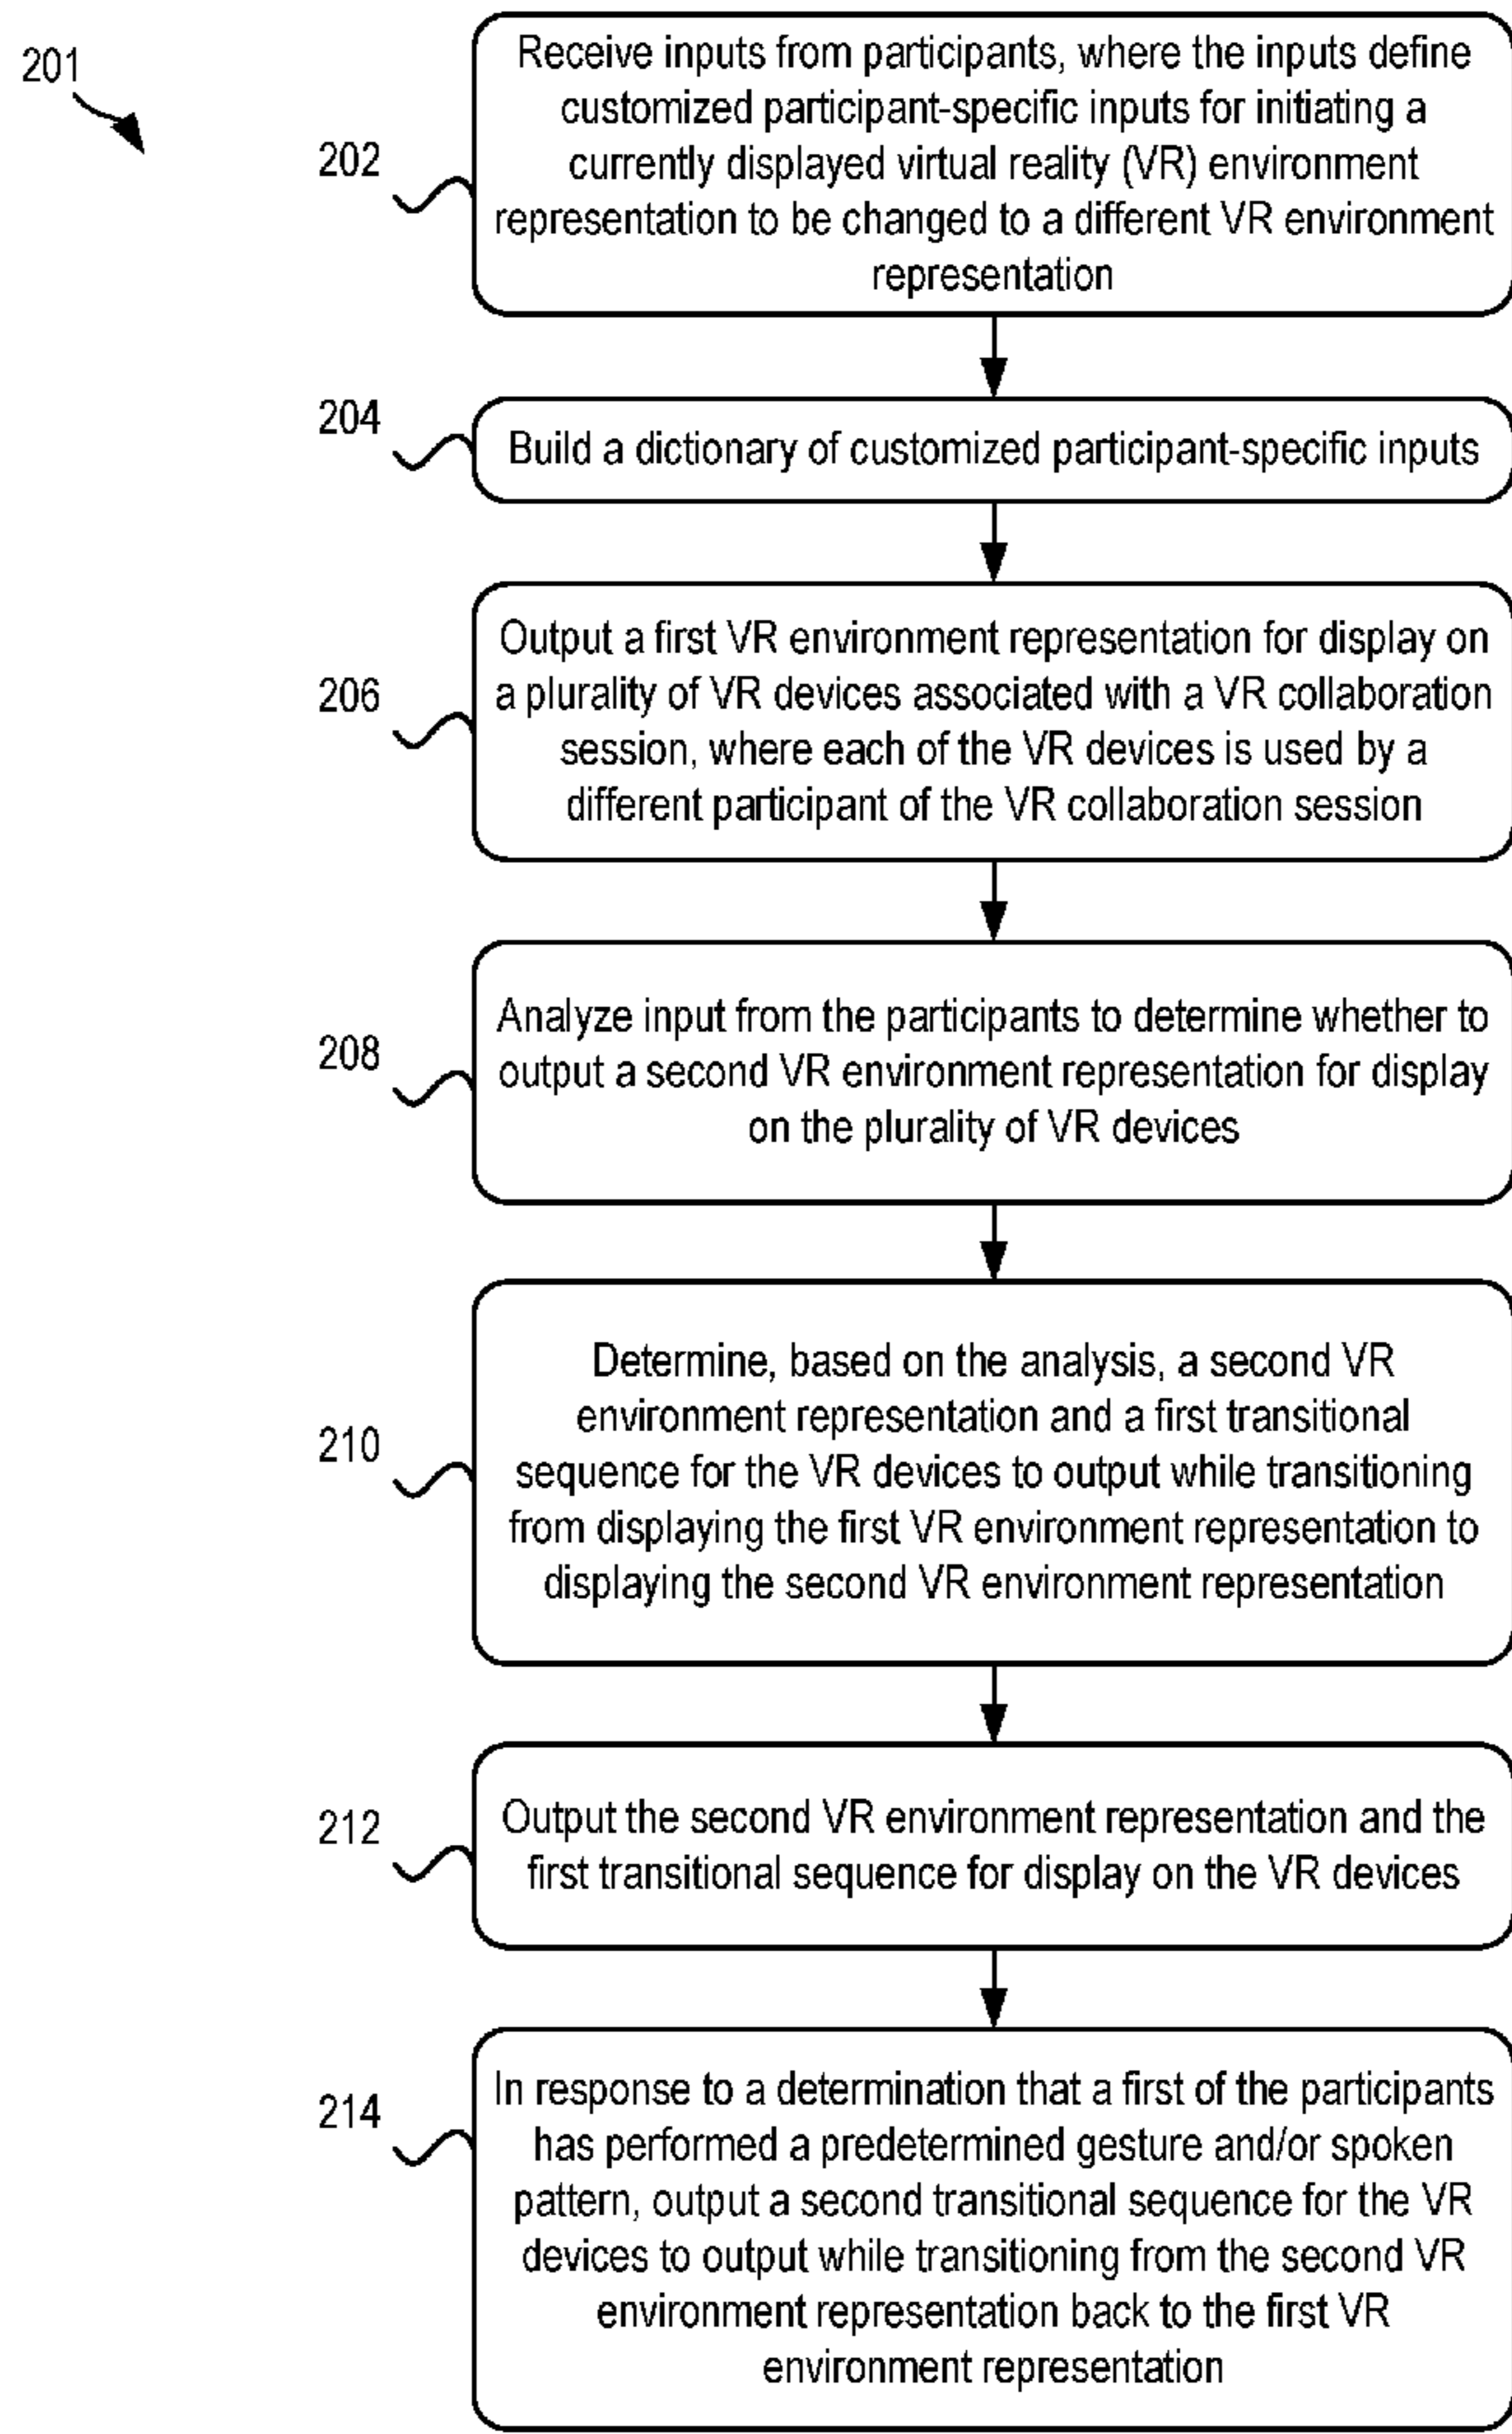 201
202
Receive inputs from participants, where the inputs define
customized participant-specific inputs for initiating a
currently displayed virtual reality (VR) environment
representation to be changed to a different VR environment
representation
204
Build a dictionary of customized participant-specific inputs
206
Output a first VR environment representation for display on
a plurality of VR devices associated with a VR collaboration
session, where each of the VR devices is used by a
different participant of the VR collaboration session
208
Analyze input from the participants to determine whether to
output a second VR environment representation for display
on the plurality of VR devices
210
Determine, based on the analysis, a second VR
environment representation and a first transitional
sequence for the VR devices to output while transitioning
from displaying the first VR environment representation to
displaying the second VR environment representation
212
Output the second VR environment representation and the
first transitional sequence for display on the VR devices
214
In response to a determination that a first of the participants
has performed a predetermined gesture and/or spoken
pattern, output a second transitional sequence for the VR
devices to output while transitioning from the second VR
environment representation back to the first VR
environment representation